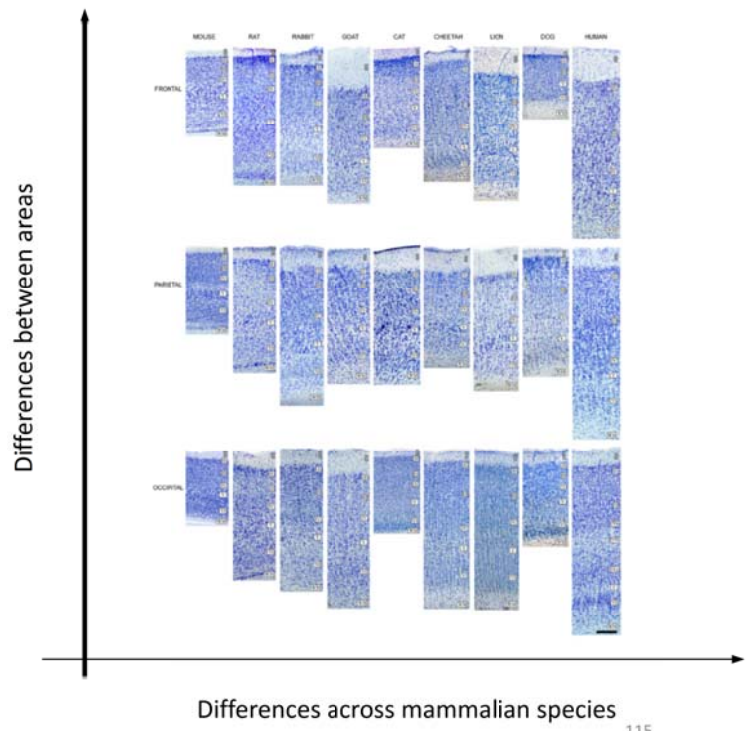 MOUSE RAT RABBIT GOAT CAT CHEETAH LION DOG HUMAN
FRONTAL
PARIETAL
OCCIPITAL
Differences between areas
Differences across mammalian species
115